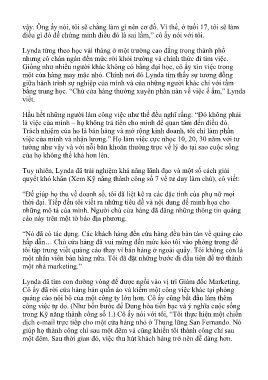 vậy. Ông ấy nói, tôi sẽ chẳng làm gì nên cơ đồ. Vì thế, ở tuổi 17, tôi sẽ làm
điều gì đó để chứng minh điều đó là sai lầm,” cô ấy nói với tôi.
Lynda từng theo học vài tháng ở một trường cao đẳng trong thành phố
nhưng cô chán ngán đến mức rời khỏi trường và chính thức đi tìm việc.
Giống như nhiều người khác không có bằng đại học, cô xin vào việc trong
một cửa hàng may mặc nhỏ. Chính nơi đó Lynda tìm thấy sự tương đồng
giữa hành trình sự nghiệp của mình và của những người khác chỉ với tấm
bằng trung học. “Chủ cửa hàng thường xuyên phàn nàn về việc ế ẩm,” Lynda
viết.
Hầu hết những người làm công việc như thế đều nghĩ rằng: “Đó không phải
là việc của mình – họ không trả tiền cho mình để quan tâm đến điều đó.
Trách nhiệm của họ là bán hàng và mở rộng kinh doanh, tôi chỉ làm phần
việc của mình và nhận lương.” Họ làm việc cực nhọc 10, 20, 30 năm với tư
tưởng như vậy và với nỗi băn khoăn thường trực về lý do tại sao cuộc sống
của họ không thể khá hơn lên.
Tuy nhiên, Lynda đã trải nghiệm khả năng lãnh đạo và một số cách giải
quyết khó khăn (Xem Kỹ năng thành công số 7 về tư duy làm chủ), cô viết:
“Để giúp họ thu về doanh số, tôi đã liệt kê ra các đặc tính của phụ nữ mọi
thời đại. Tiếp đến tôi viết ra những tiêu đề và nội dung để minh họa cho
những mô tả của mình. Người chủ cửa hàng đã đăng những thông tin quảng
cáo này trên một tờ báo địa phương.
“Nó đã có tác dụng. Các khách hàng đến cửa hàng đều bàn tán về quảng cáo
hấp dẫn… Chủ cửa hàng đã vui mừng đến mức kéo tôi vào phòng trong để
tôi tập trung viết quảng cáo thay vì bán hàng ở ngoài quầy. Tôi không còn là
một nhân viên bán hàng nữa. Tôi đã đặt những bước đi đầu tiên để trở thành
một nhà marketing.”
Lynda đã tìm con đường vòng để được ngồi vào vị trí Giám đốc Marketing.
Cô ấy đã rời cửa hàng bán quần áo và kiếm một công việc khác tại phòng
quảng cáo nội bộ của một công ty lớn hơn. Cô ấy cũng bắt đầu làm thêm
công việc tự do. (Như bốn bước để Dung hòa tiền bạc và ý nghĩa cuộc sống
trong Kỹ năng thành công số 1.) Cô ấy nói với tôi, “Tôi thực hiện một chiến
dịch e-mail trực tiếp cho một cửa hàng nhỏ ở Thung lũng San Fernando. Nó
giúp họ thành công chỉ sau một đêm và cũng khiến tôi thành công chỉ sau
một đêm. Sau thời gian đó, việc thu hút khách hàng trở nên dễ dàng hơn.